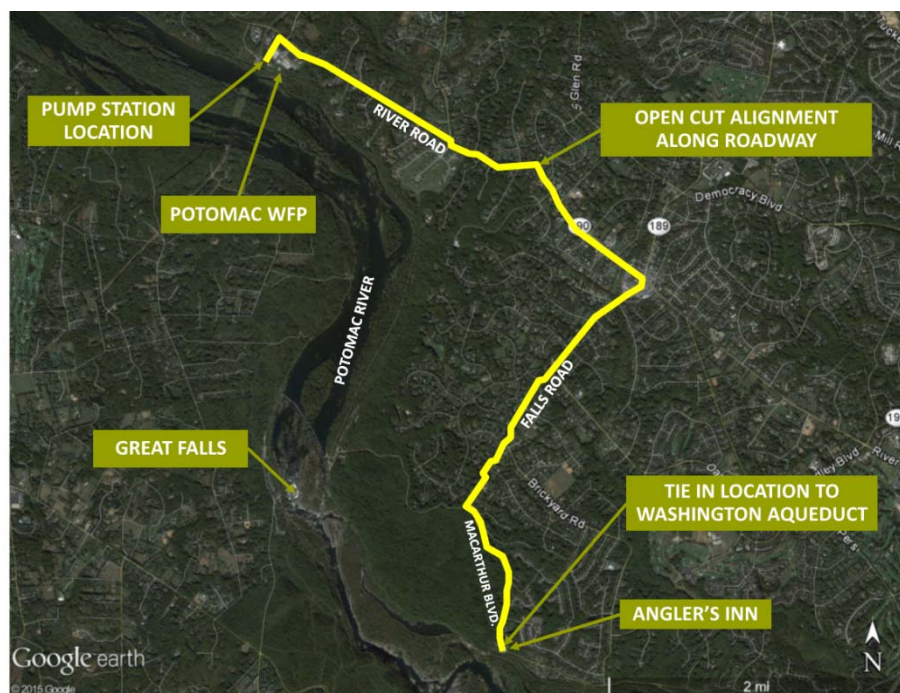 PUMP STATION
LOCATION
POTOMAC WFP
RIVER ROAD
Glen Rd
OPEN CUT ALIGNMENT
ALONG ROADWAY
Democracy Blvd
90
189
POTOMAC RIVER
FALLS ROAD
GREAT FALLS
Brickyard Rd
TIE IN LOCATION TO
WASHINGTON AQUEDUCT
MACARTHUR BLVD.
ANGLER'S INN
Google earth
© 2015 Google
N
2 mi